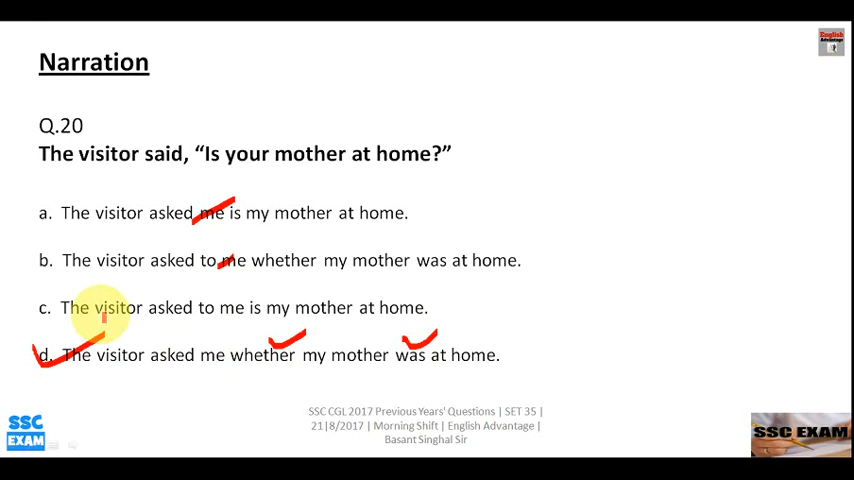 English
Advantage
Narration
Q.20
The visitor said, “Is your mother at home?”
a. The visitor asked me is my mother at home.
b. The visitor asked to me whether my mother was at home.
c. The visitor asked to me is my mother at home.
d. The visitor asked me whether my mother was at home.
SSC CGL 2017 Previous Years' Questions | SET 35 |
21|8/2017 | Morning Shift | English Advantage |
Basant Singhal Sir
SSC
EXAM
SSC EXAM